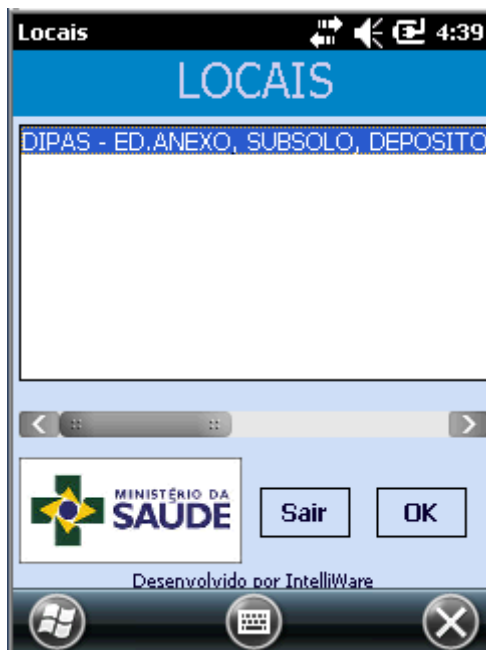 Locais 4:39
LOCAIS
DIPAS - ED.ANEXO, SUBSOLO, DEPOSITO
MINISTÉRIO DA
SAÚDE
Sair OK
Desenvolvido por IntelliWare